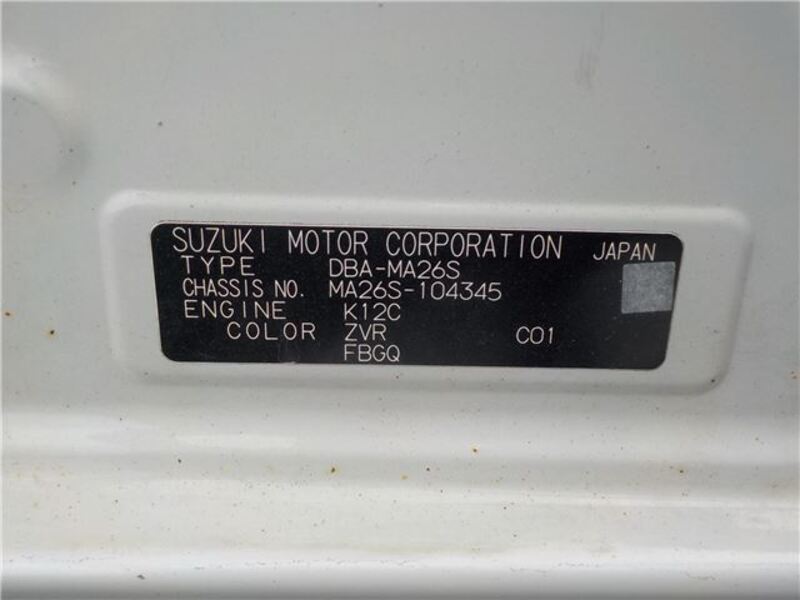 SUZUKI MOTOR CORPORATION JAPAN
TYPE DBA-MA26S
CHASSIS NO. MA26S-104345
ENGINE K12C
COLOR ZVR C01
FBGQ